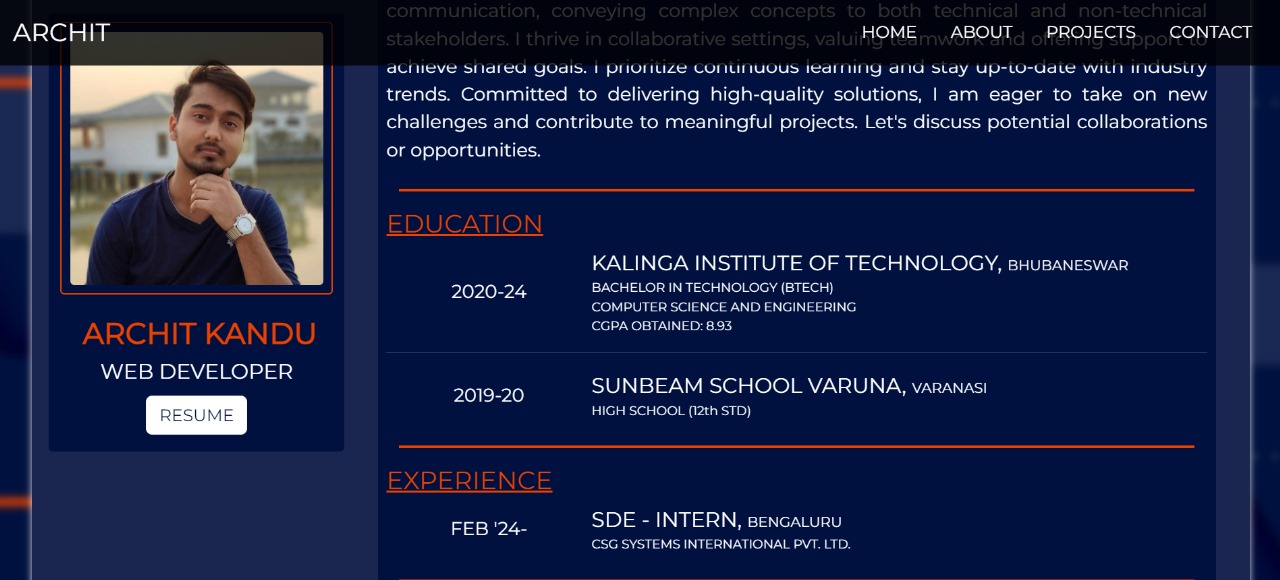 ARCHIT
HOME ABOUT PROJECTS CONTACT
communication, conveying complex concepts to both technical and non-technical
stakeholders. I thrive in collaborative settings, valuing teamwork and offering support to
achieve shared goals. I prioritize continuous learning and stay up-to-date with industry
trends. Committed to delivering high-quality solutions, I am eager to take on new
challenges and contribute to meaningful projects. Let's discuss potential collaborations
or opportunities.
ARCHIT KANDU
WEB DEVELOPER
RESUME
EDUCATION
2020-24
KALINGA INSTITUTE OF TECHNOLOGY, BHUBANESWAR
BACHELOR IN TECHNOLOGY (BTECH)
COMPUTER SCIENCE AND ENGINEERING
CGPA OBTAINED: 8.93
2019-20
SUNBEAM SCHOOL VARUNA, VARANASI
HIGH SCHOOL (12th STD)
EXPERIENCE
FEB '24-
SDE - INTERN, BENGALURU
CSG SYSTEMS INTERNATIONAL PVT. LTD.